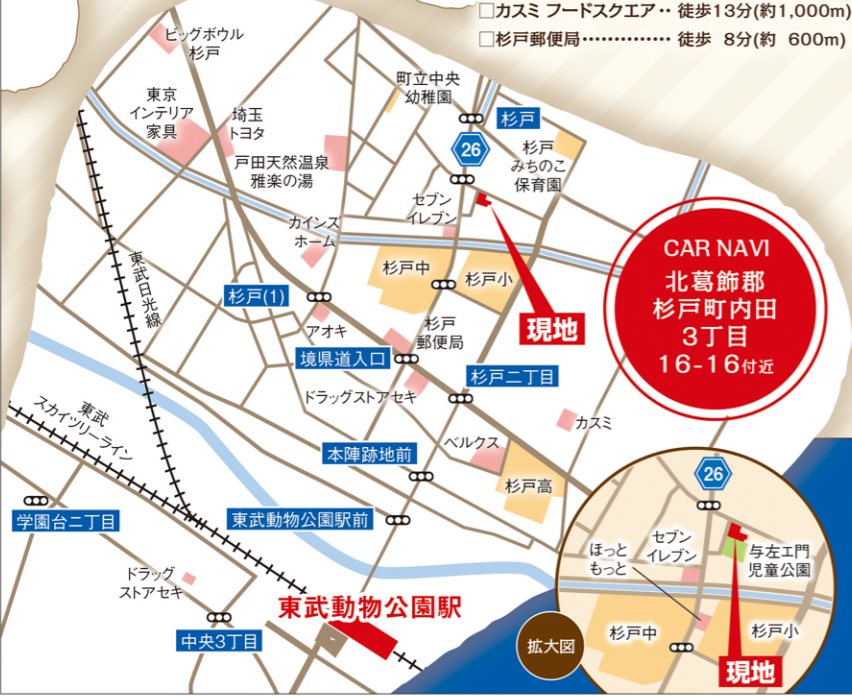 □カスミ フードスクエア‥ 徒歩13分(約1,000m)
□杉戸郵便局‥‥‥‥‥‥‥ 徒歩 8分(約 600m)
ビッグボウル
杉戸
東京
インテリア
家具
埼玉
トヨタ
戸田天然温泉
雅楽の湯
町立中央
幼稚園
杉戸
26
杉戸
みちのこ
保育園
セブン
イレブン
カインズ
ホーム
杉戸中
杉戸小
東武日光線
杉戸(1)
アオキ
杉戸
郵便局
現地
CAR NAVI
北葛飾郡
杉戸町内田
3丁目
16-16付近
境県道入口
杉戸二丁目
ドラッグストアセキ
カスミ
東武
スカイツリーライン
ベルクス
本陣跡地前
杉戸高
学園台二丁目
東武動物公園駅前
ドラッグ
ストアセキ
東武動物公園駅
中央3丁目
26
セブン
イレブン
ほっと
もっと
与左エ門
児童公園
杉戸中
杉戸小
拡大図
現地